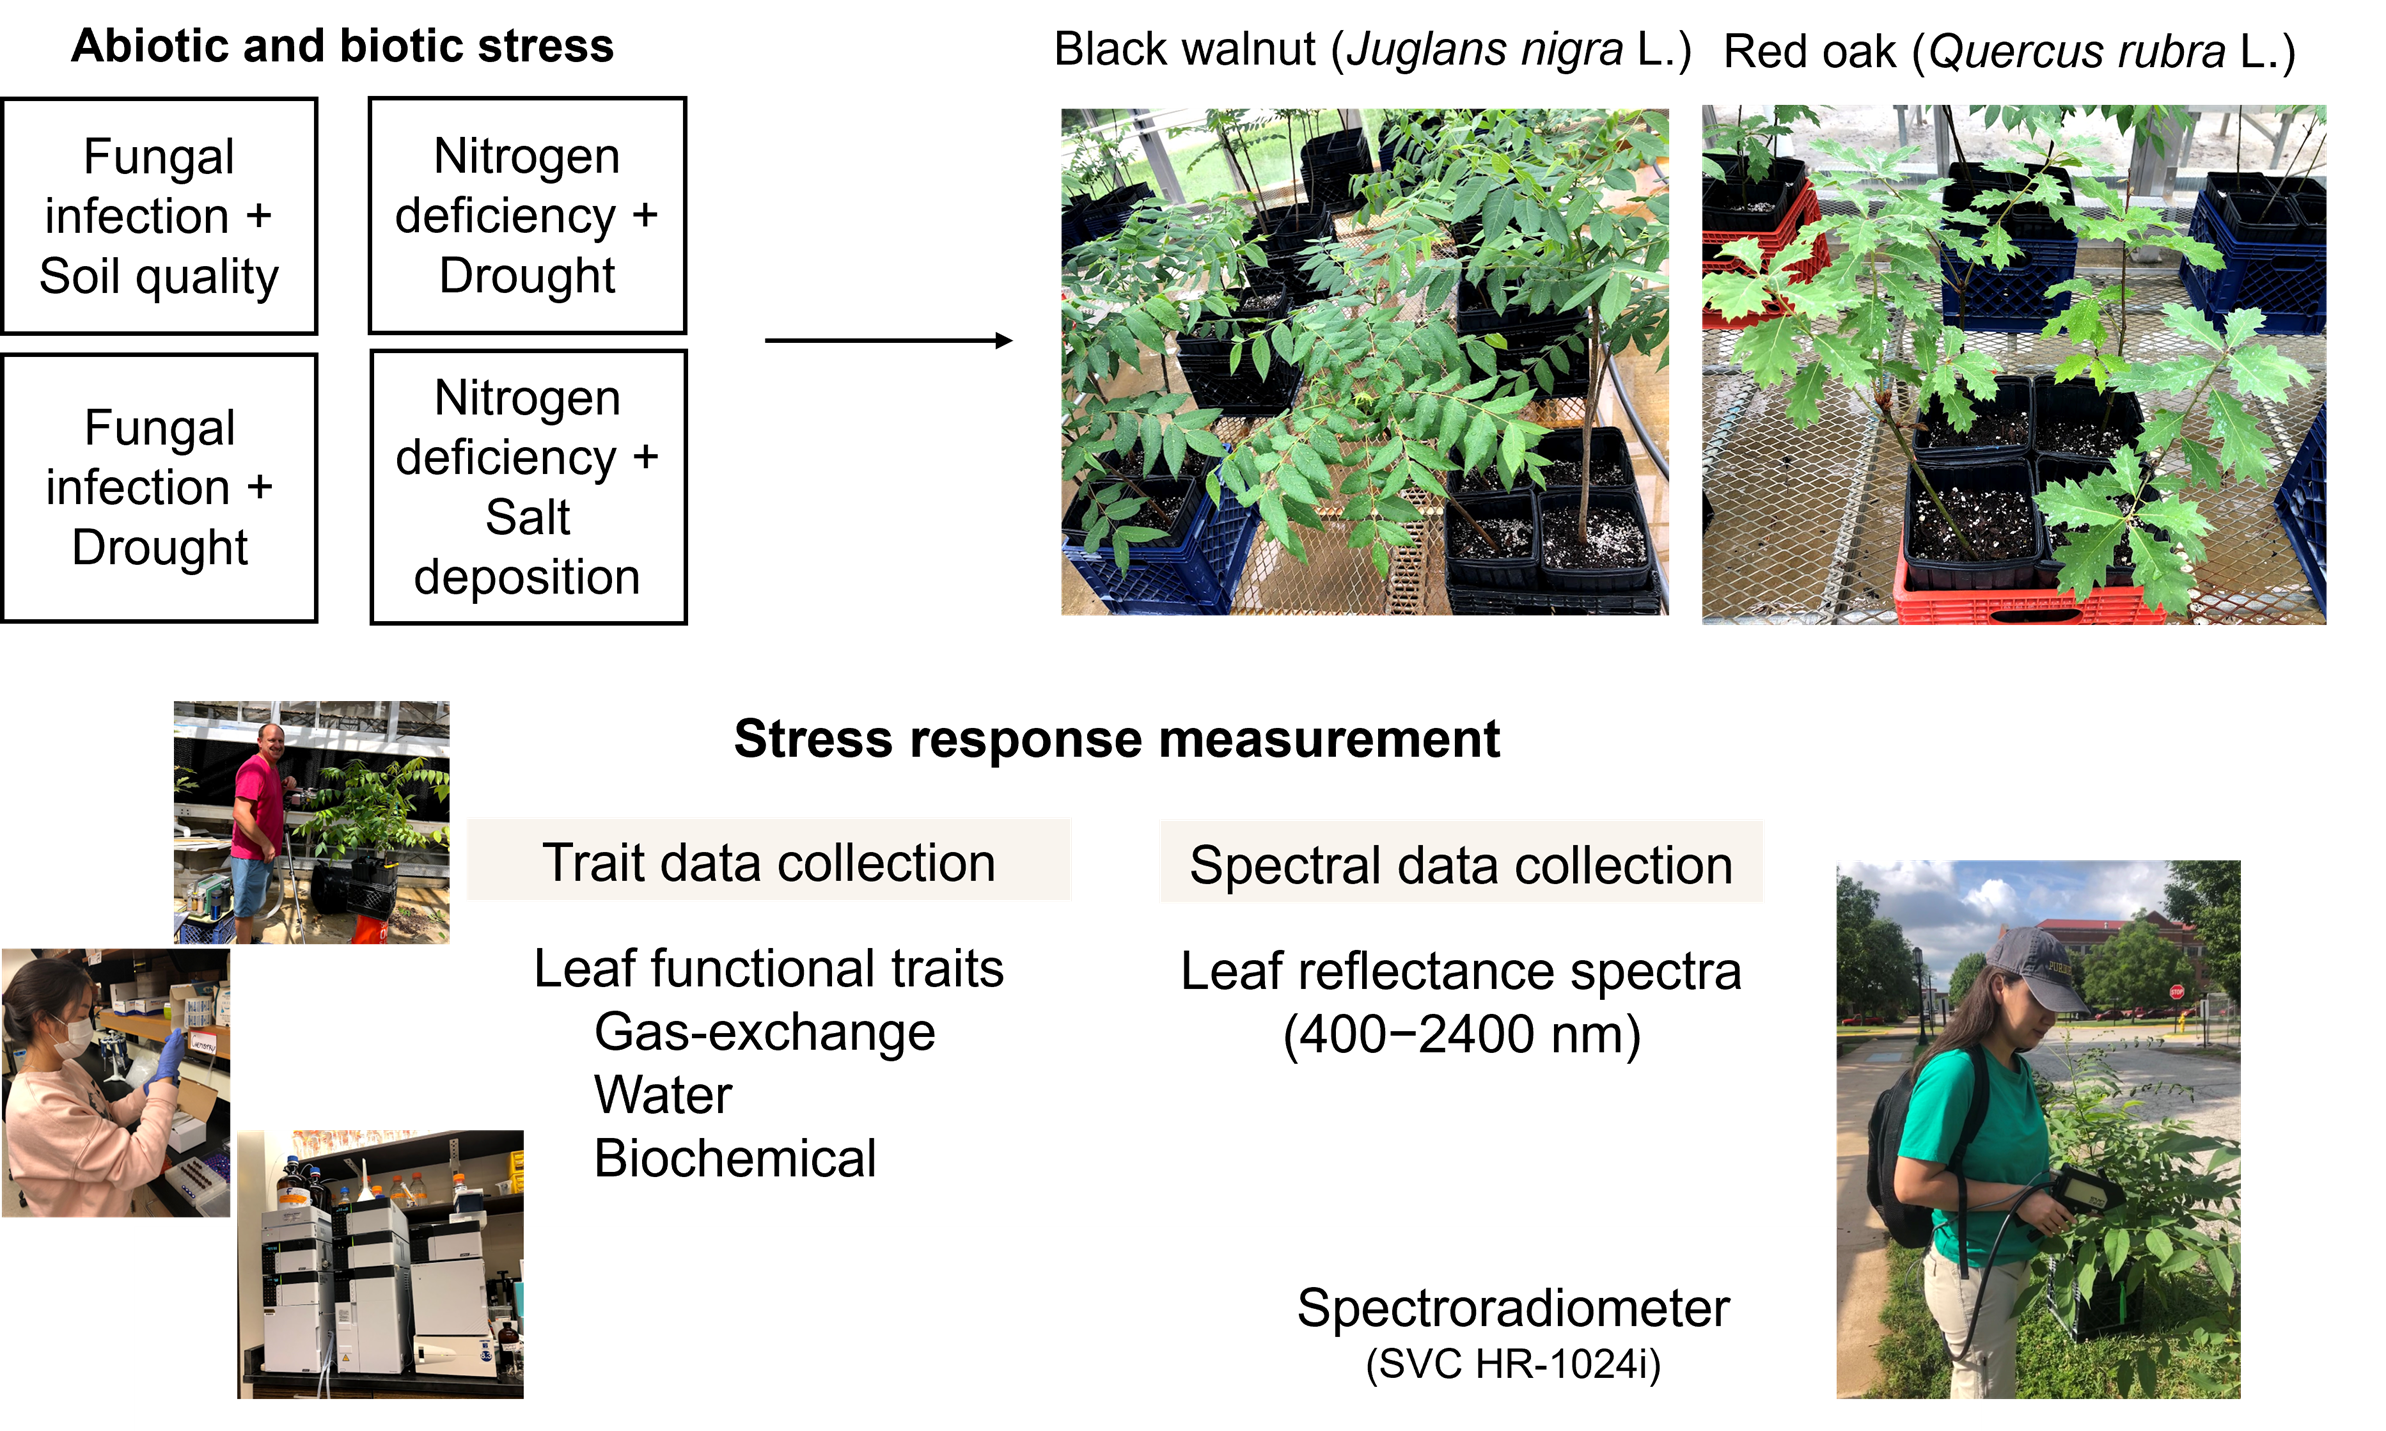 Abiotic and biotic stress
Fungal
infection +
Soil quality
Nitrogen
deficiency +
Drought
Fungal
infection +
Drought
Nitrogen
deficiency +
Salt
deposition
Black walnut (Juglans nigra L.)
Red oak (Quercus rubra L.)
Stress response measurement
Trait data collection
Leaf functional traits
Gas-exchange
Water
Biochemical
Spectral data collection
Leaf reflectance spectra
(400−2400 nm)
Spectroradiometer
(SVC HR-1024i)
STOP